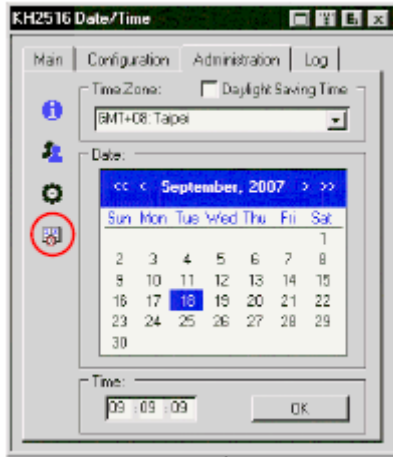 KH2516 Date/Time
Main Configuration Administration Log
Time Zone: Daylight Saving Time
GMT+08: Taipei
Date:
<< < September, 2007 > >>
Sun Mon Tue Wed Thu Fri Sat
1
2 3 4 5 6 7 8
9 10 11 12 13 14 15
16 17 18 19 20 21 22
23 24 25 26 27 28 29
30
Time:
09 : 09 : 09 OK